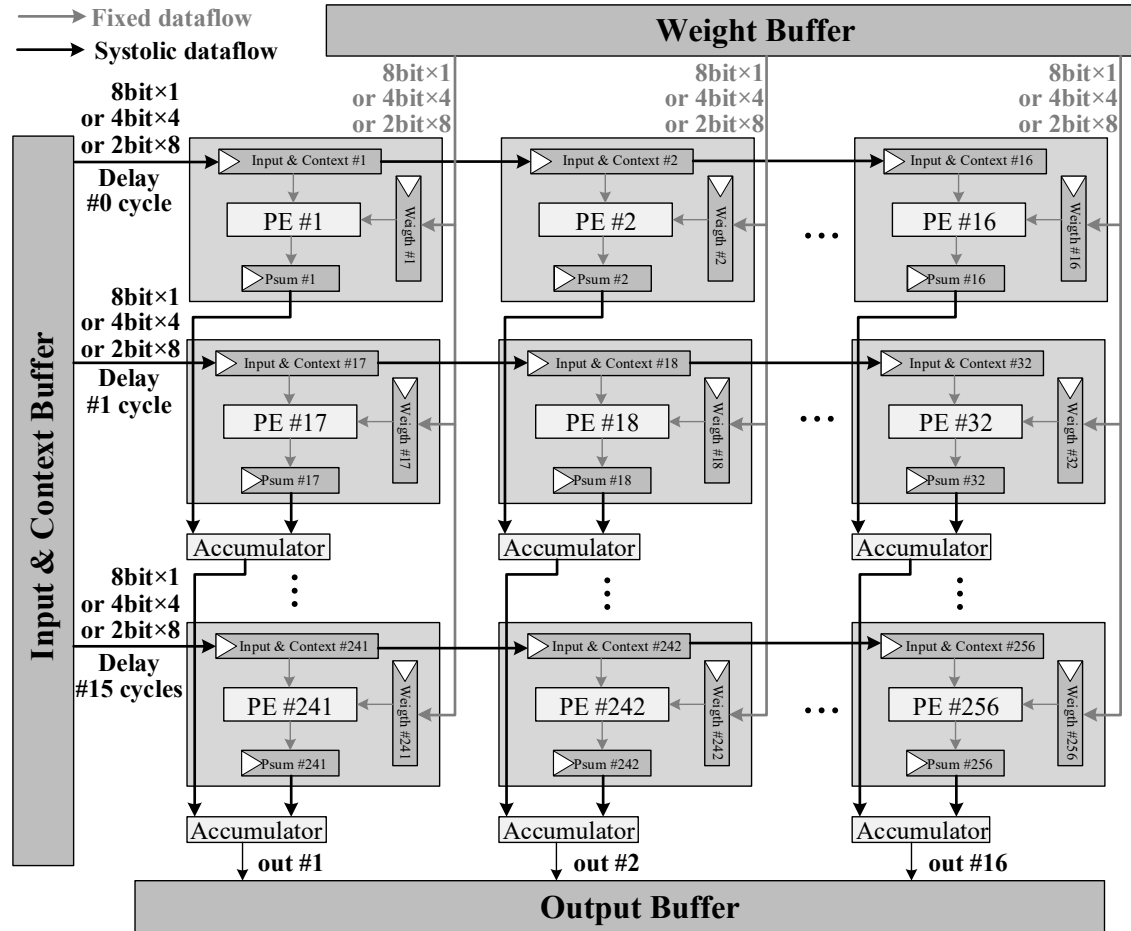 Fixed dataflow
Systolic dataflow
Weight Buffer
8bit×1
or 4bit×4
or 2bit×8
8bit×1
or 4bit×4
or 2bit×8
8bit×1
or 4bit×4
or 2bit×8
8bit×1
or 4bit×4
or 2bit×8
Delay
#0 cycle
Input & Context Buffer
Input & Context #1
PE #1
Weigth #1
Psum #1
Input & Context #2
PE #2
Weigth #2
Psum #2
Input & Context #16
PE #16
Weigth #16
Psum #16
...
8bit×1
or 4bit×4
or 2bit×8
Delay
#1 cycle
Input & Context #17
PE #17
Weigth #17
Psum #17
Input & Context #18
PE #18
Weigth #18
Psum #18
...
Input & Context #32
PE #32
Weigth #32
Psum #32
Accumulator
Accumulator
Accumulator
8bit×1
or 4bit×4
or 2bit×8
Delay
#15 cycles
Input & Context #241
PE #241
Weigth #241
Psum #241
Input & Context #242
PE #242
Weigth #242
Psum #242
...
Input & Context #256
PE #256
Weigth #256
Psum #256
Accumulator
Accumulator
Accumulator
out #1
out #2
out #16
Output Buffer